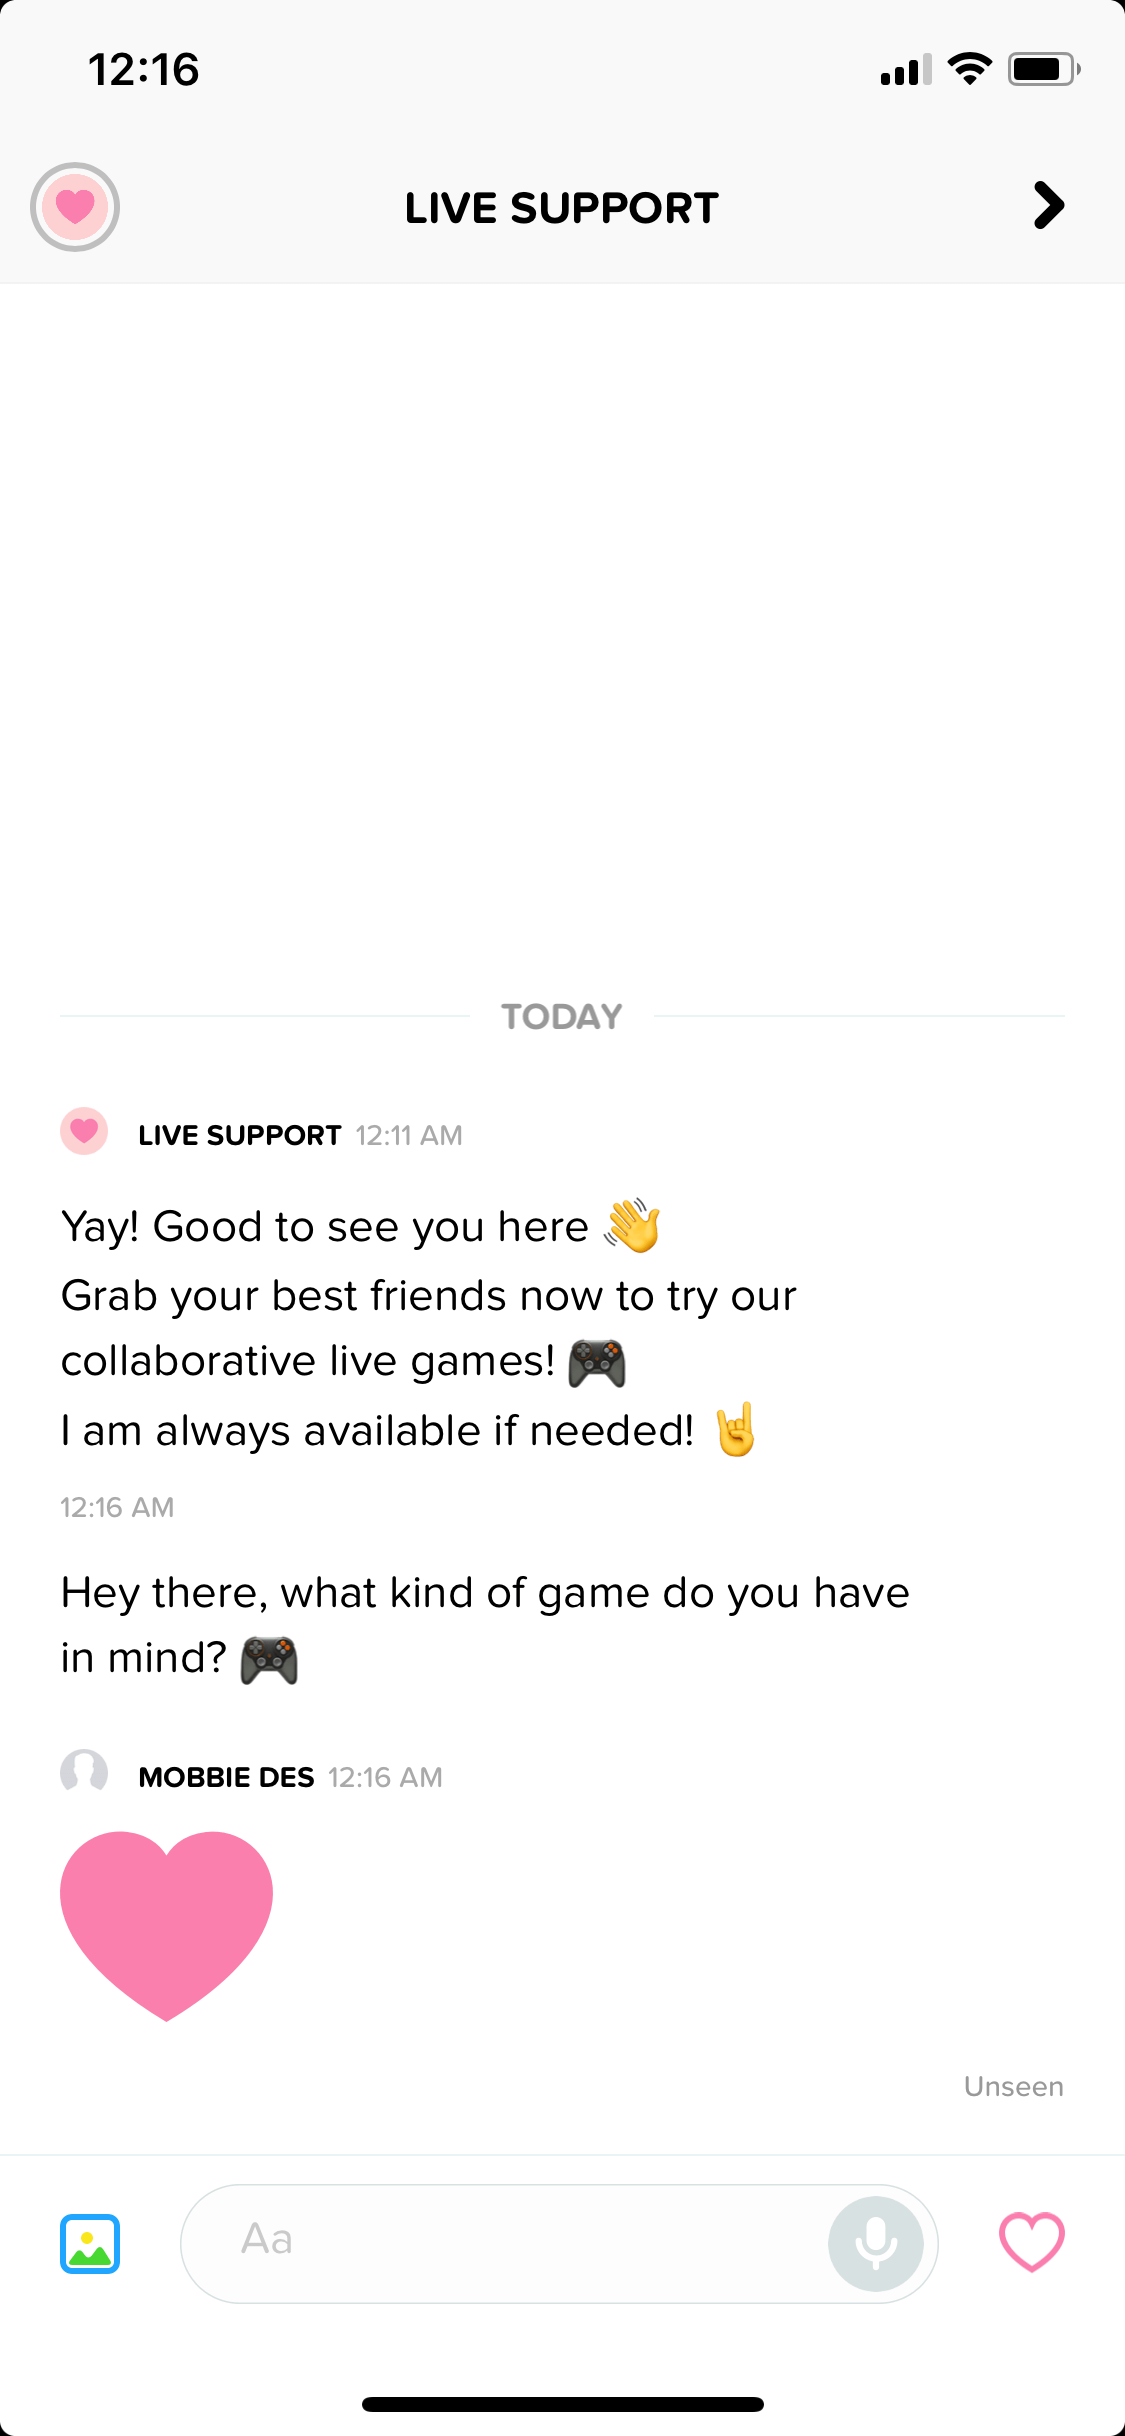 12:16
LIVE SUPPORT
TODAY
LIVE SUPPORT 12:11 AM
Yay! Good to see you here 👋
Grab your best friends now to try our
collaborative live games! 🎮
I am always available if needed! 🤘
12:16 AM
Hey there, what kind of game do you have
in mind? 🎮
MOBBIE DES 12:16 AM
Unseen
Aa